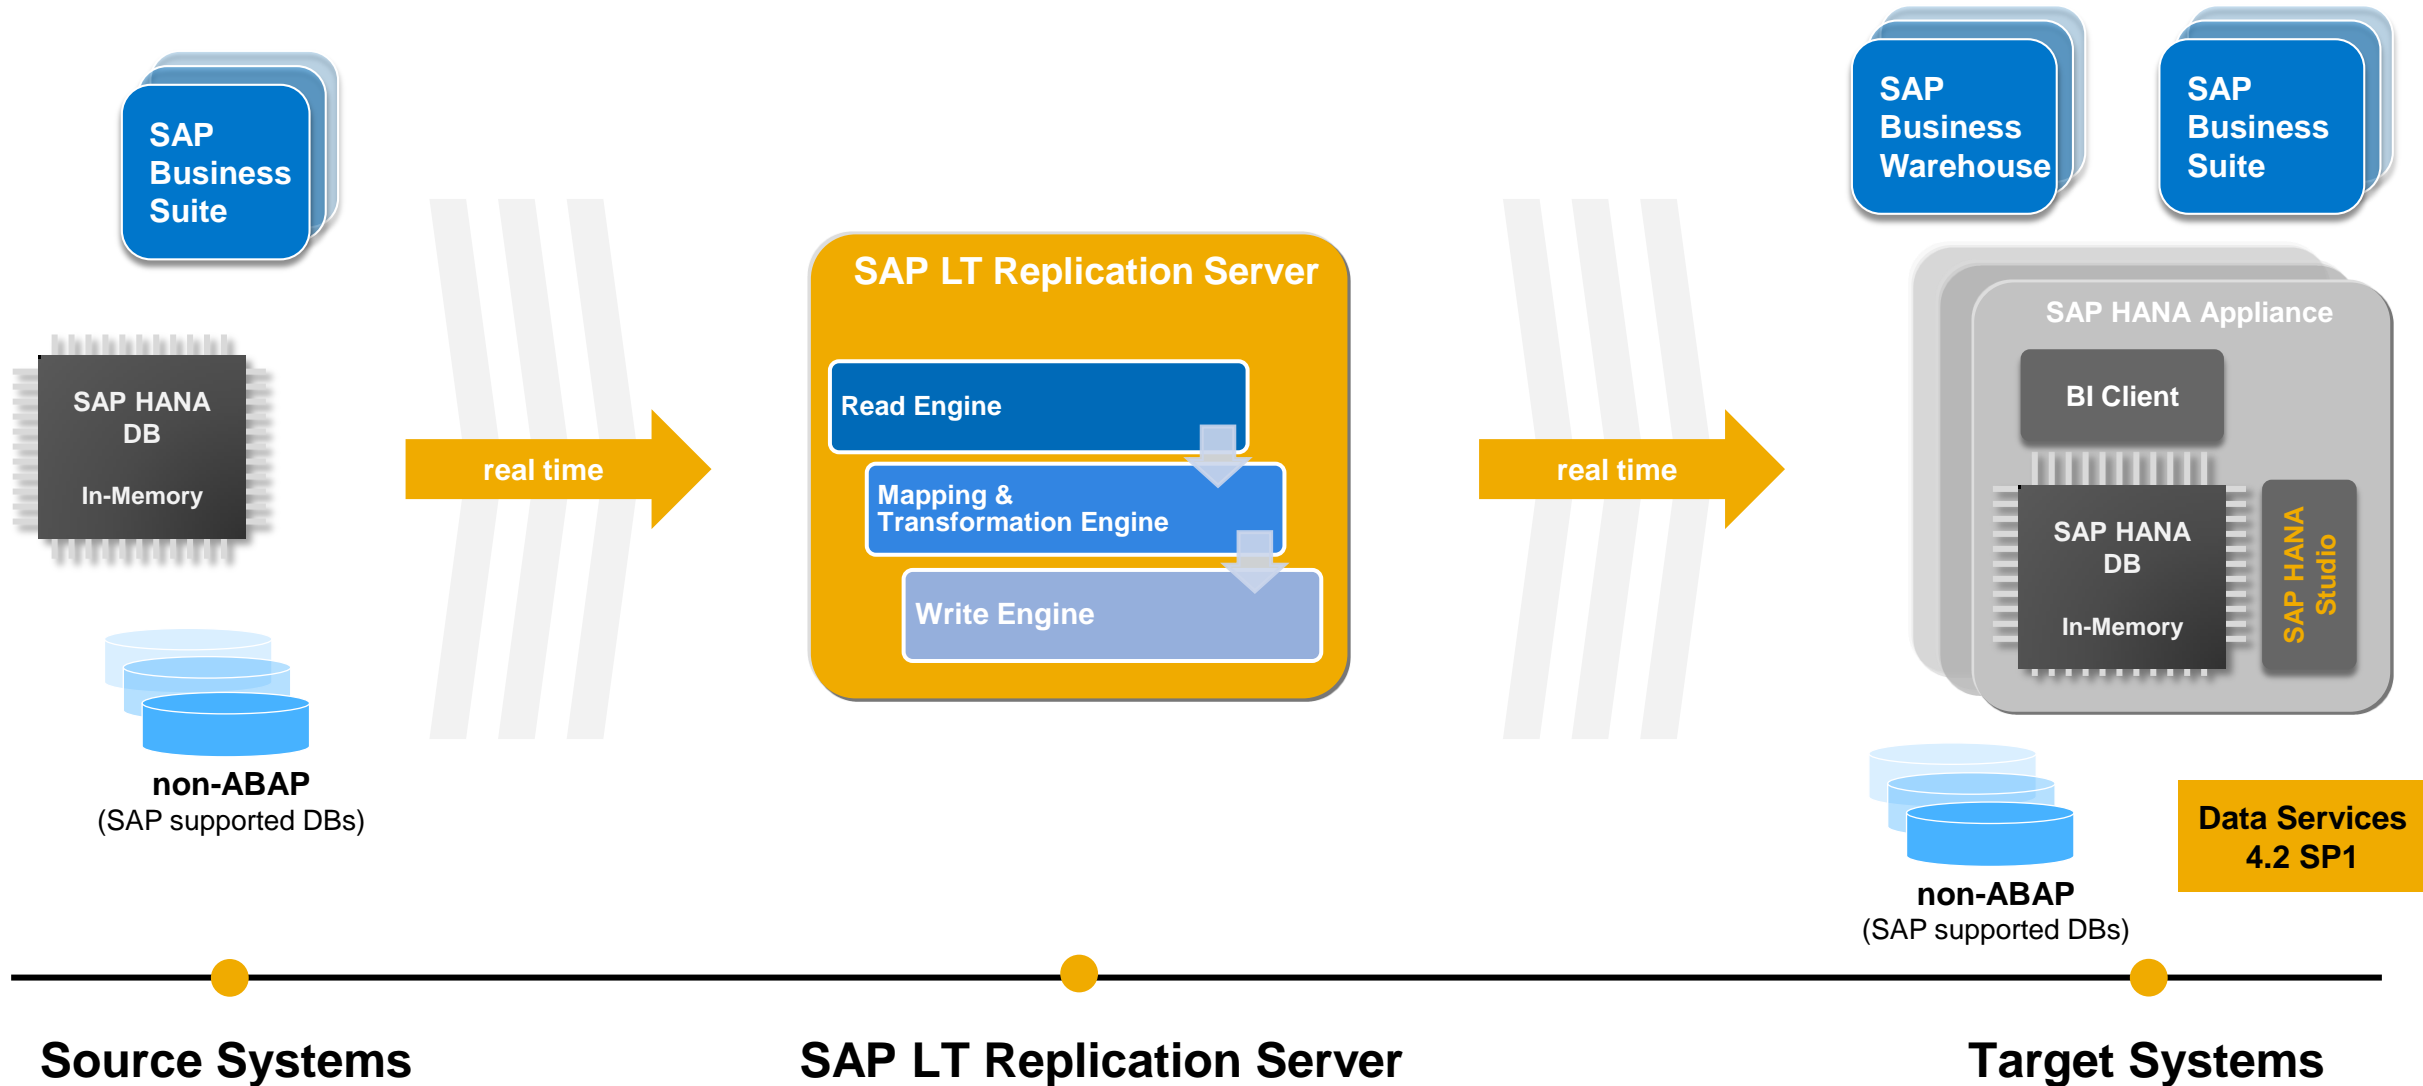 SAP
Business
Suite
SAP HANA
DB
In-Memory
non-ABAP
(SAP supported DBs)
real time
SAP LT Replication Server
Read Engine
Mapping &
Transformation Engine
Write Engine
real time
SAP
Business
Warehouse
SAP
Business
Suite
SAP HANA Appliance
BI Client
SAP HANA
DB
In-Memory
SAP HANA
Studio
non-ABAP
(SAP supported DBs)
Data Services
4.2 SP1
Source Systems
SAP LT Replication Server
Target Systems